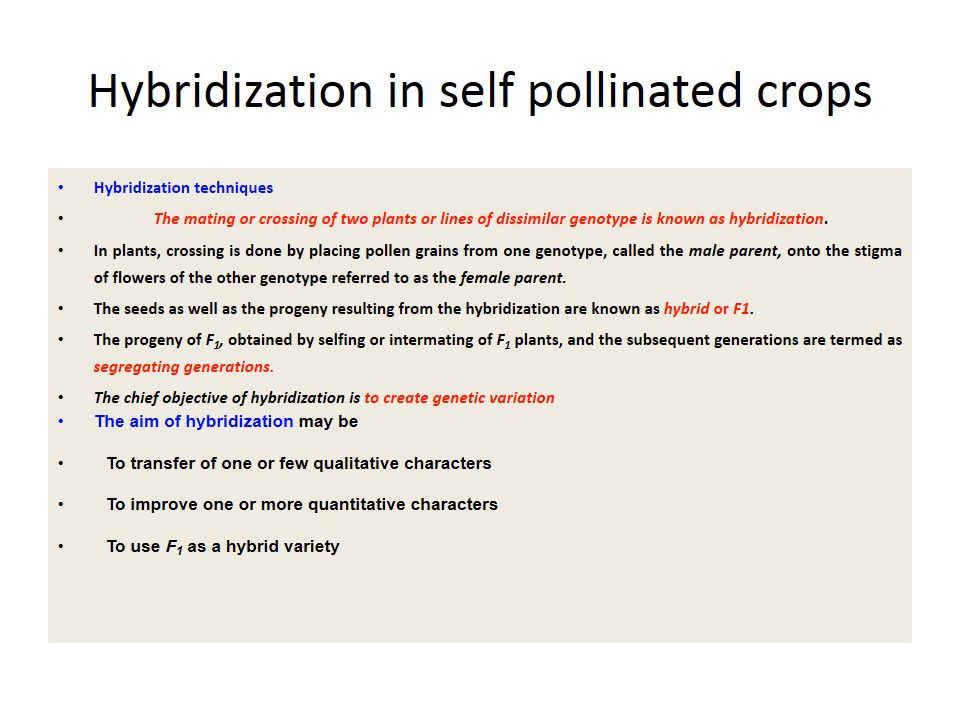 Hybridization in self pollinated crops
• Hybridization techniques
• The mating or crossing of two plants or lines of dissimilar genotype is known as hybridization.
• In plants, crossing is done by placing pollen grains from one genotype, called the male parent, onto the stigma
of flowers of the other genotype referred to as the female parent.
• The seeds as well as the progeny resulting from the hybridization are known as hybrid or F1.
• The progeny of F1, obtained by selfing or intermating of F1 plants, and the subsequent generations are termed as
segregating generations.
• The chief objective of hybridization is to create genetic variation
• The aim of hybridization may be
• To transfer of one or few qualitative characters
• To improve one or more quantitative characters
• To use F1 as a hybrid variety